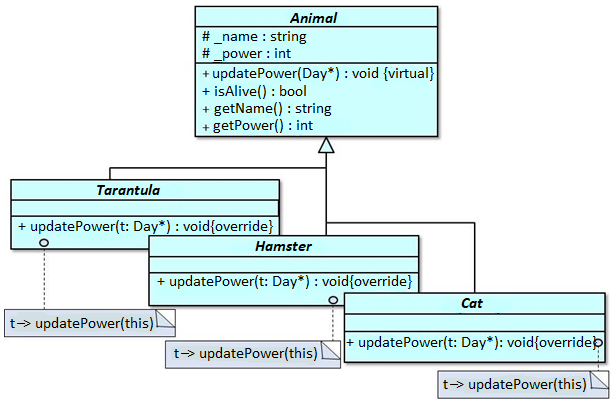 Animal
# _name : string
# _power : int
+ updatePower(Day*) : void {virtual}
+ isAlive() : bool
+ getName() : string
+ getPower() : int
Tarantula
+ updatePower(t: Day*) : void{override}
Hamster
+ updatePower(t: Day*) : void{override}
Cat
t-> updatePower(this)
+ updatePower(t: Day*): void{override}
t-> updatePower(this)
t-> updatePower(this)